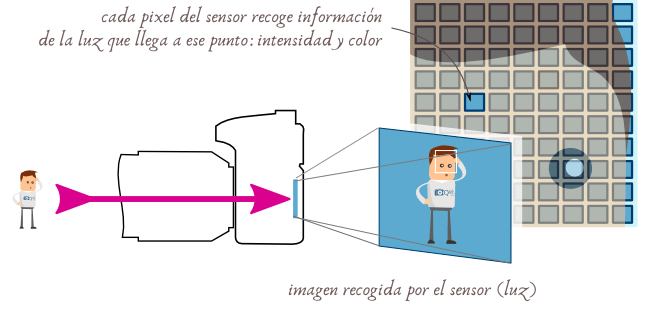 cada pixel del sensor recoge información
de la luz que llega a ese punto: intensidad y color
imagen recogida por el sensor (luz)